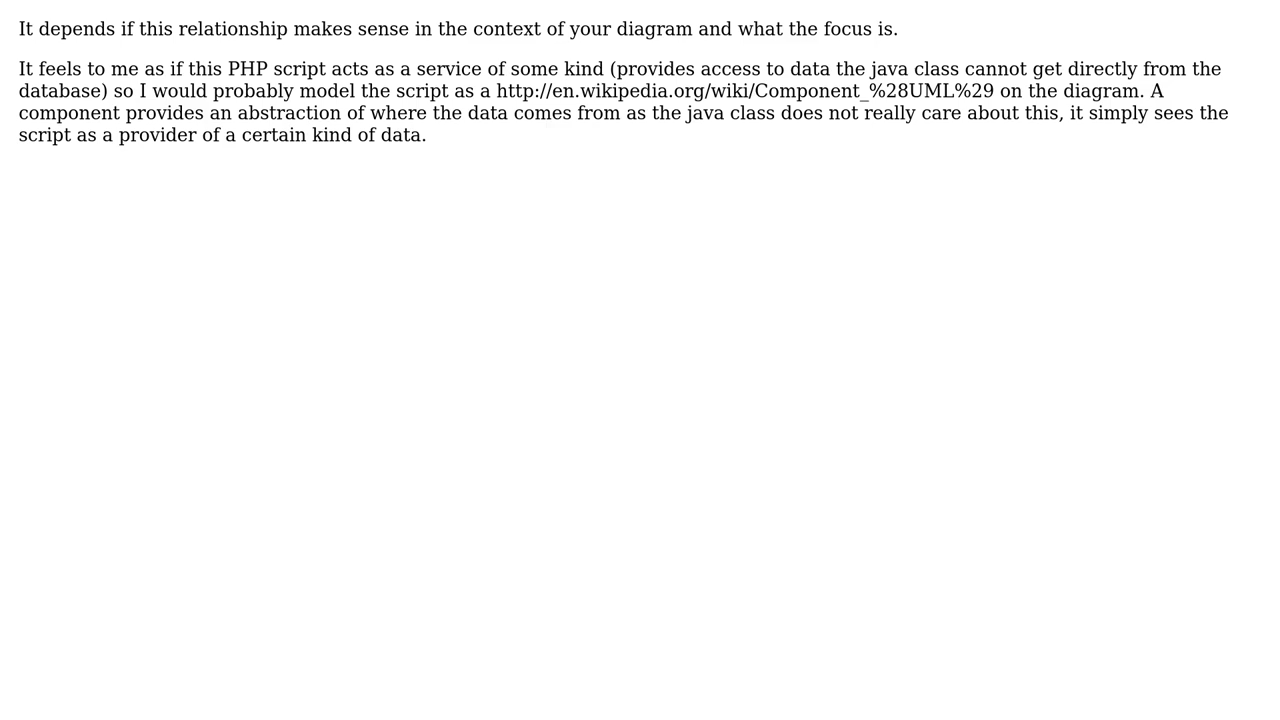 It depends if this relationship makes sense in the context of your diagram and what the focus is.
It feels to me as if this PHP script acts as a service of some kind (provides access to data the java class cannot get directly from the
database) so I would probably model the script as a http://en.wikipedia.org/wiki/Component_%28UML%29 on the diagram. A
component provides an abstraction of where the data comes from as the java class does not really care about this, it simply sees the
script as a provider of a certain kind of data.